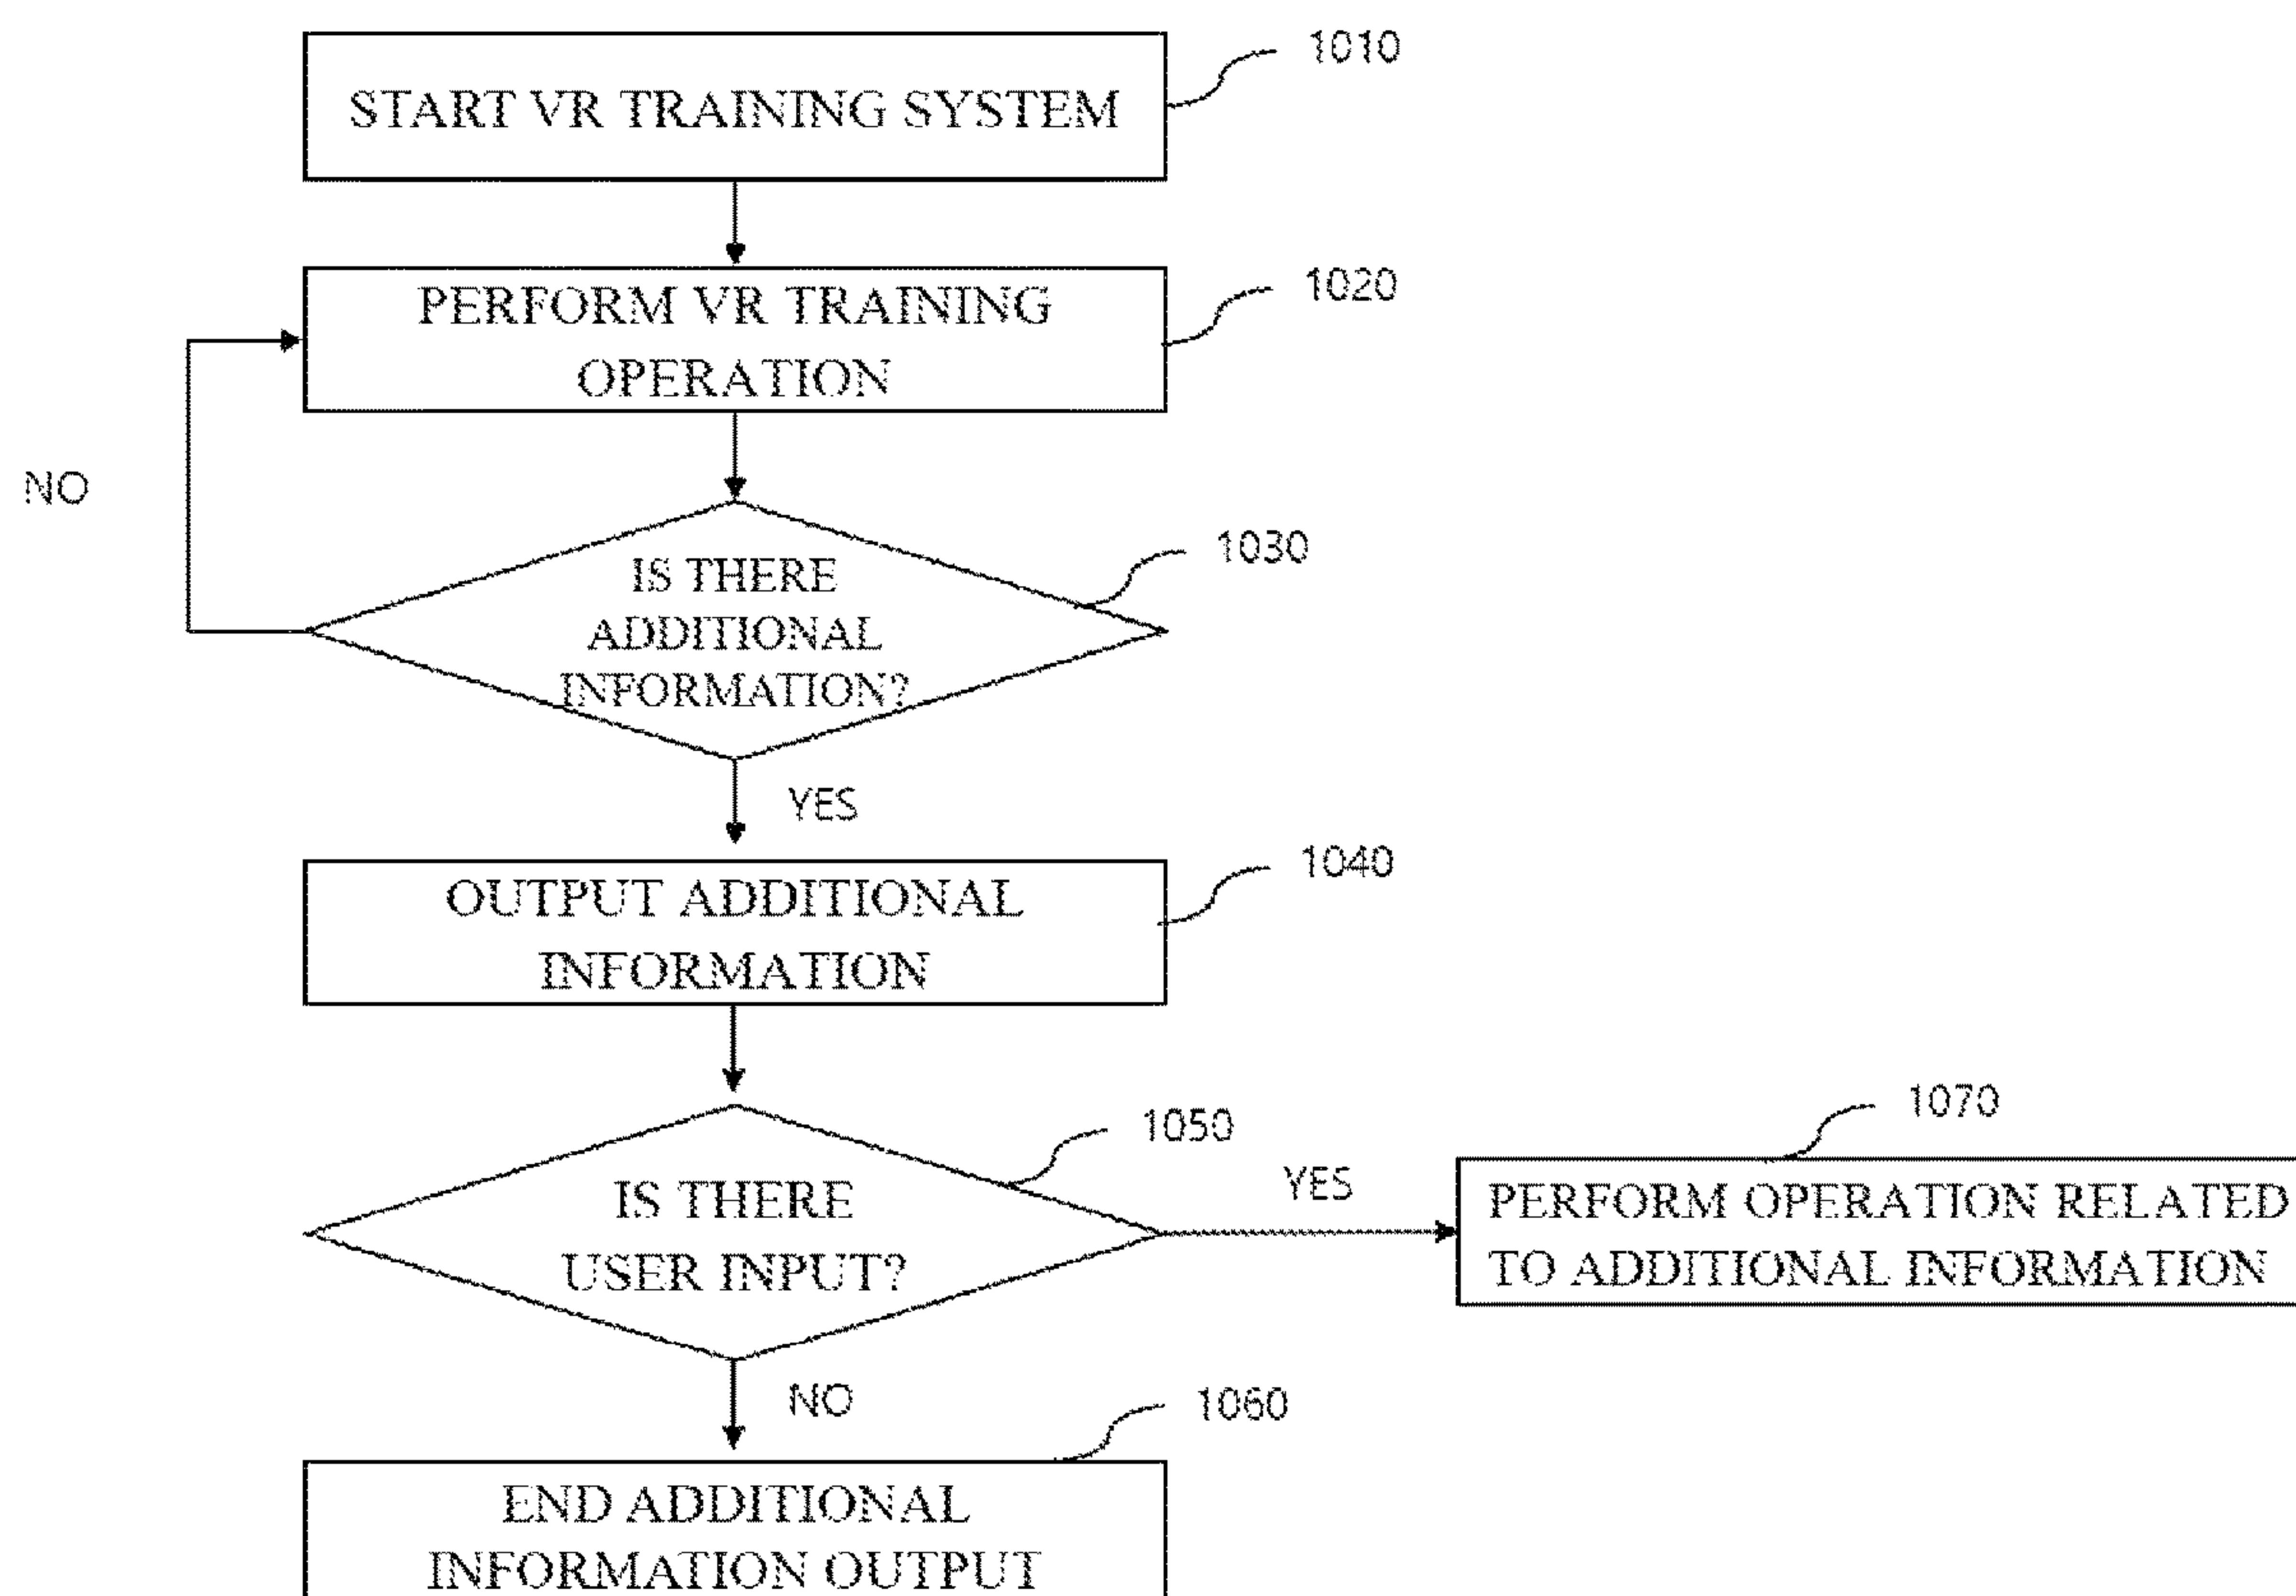 1010
START VR TRAINING SYSTEM
1020
PERFORM VR TRAINING
OPERATION
NO
1030
IS THERE
ADDITIONAL
INFORMATION?
YES
1040
OUTPUT ADDITIONAL
INFORMATION
1050
IS THERE
USER INPUT?
YES
1070
PERFORM OPERATION RELATED
TO ADDITIONAL INFORMATION
NO
1060
END ADDITIONAL
INFORMATION OUTPUT